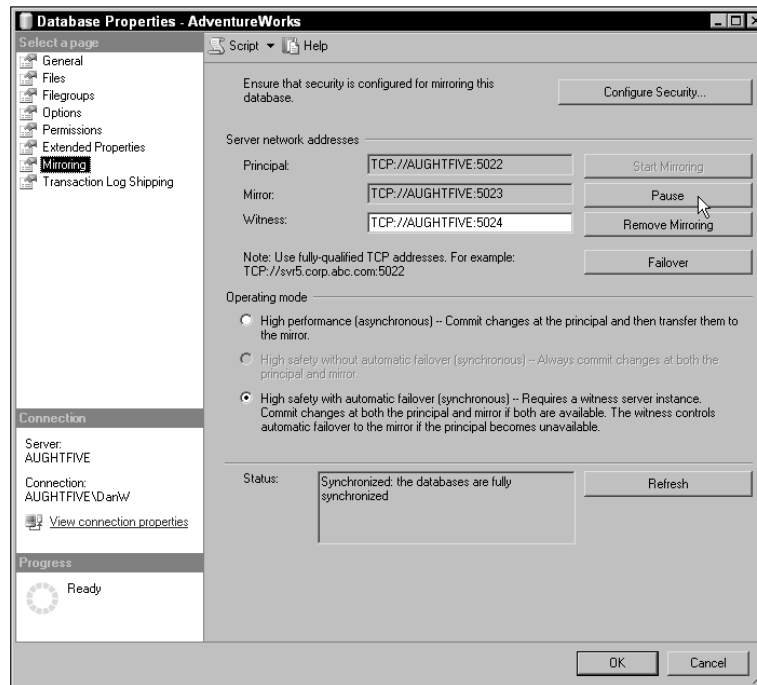 Database Properties - AdventureWorks
Select a page
General
Files
Filegroups
Options
Permissions
Extended Properties
Mirroring
Transaction Log Shipping
Connection
Server:
AUGHTFIVE
Connection:
AUGHTFIVE\DanW
View connection properties
Progress
Ready
Script
Help
Ensure that security is configured for mirroring this
database.
Configure Security...
Server network addresses
Principal:
TCP://AUGHTFIVE:5022
Start Mirroring
Mirror:
TCP://AUGHTFIVE:5023
Pause
Witness:
TCP://AUGHTFIVE:5024
Remove Mirroring
Note: Use fully-qualified TCP addresses. For example:
TCP://svr5.corp.abc.com:5022
Failover
Operating mode
High performance (asynchronous) -- Commit changes at the principal and then transfer them to
the mirror.
High safety without automatic failover (synchronous) -- Always commit changes at both the
principal and mirror.
High safety with automatic failover (synchronous) -- Requires a witness server instance.
Commit changes at both the principal and mirror if both are available. The witness controls
automatic failover to the mirror if the principal becomes unavailable.
Status:
Synchronized: the databases are fully
synchronized
Refresh
OK
Cancel